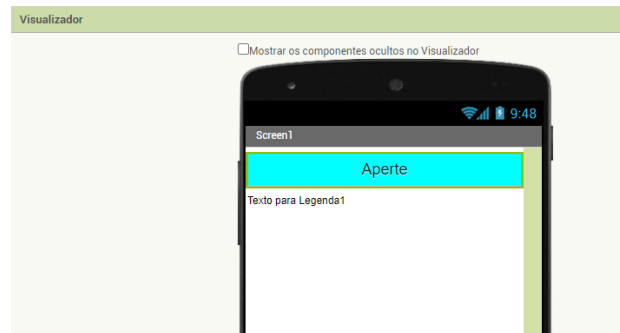 Visualizador
Mostrar os componentes ocultos no Visualizador
9:48
Screen1
Aperte
Texto para Legenda1